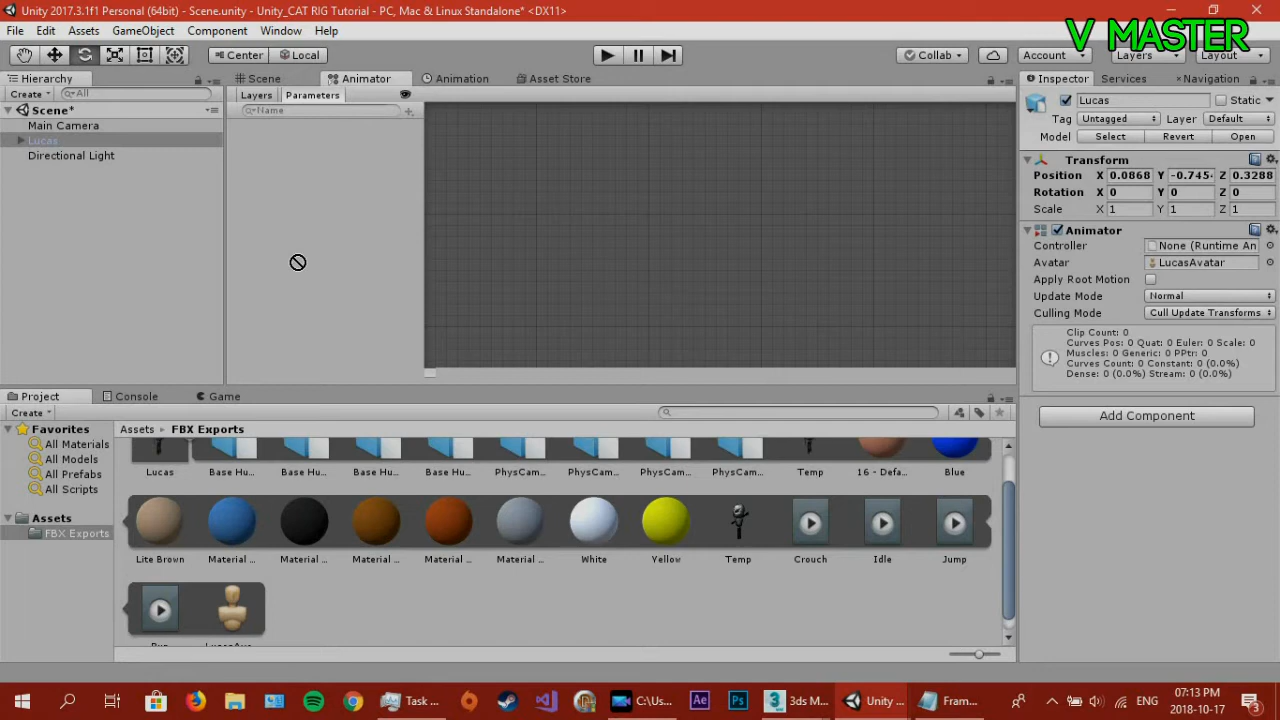 Unity 2017.3.1f1 Personal (64bit) - Scene.unity - Unity_CAT RIG Tutorial - PC, Mac & Linux Standalone* <DX11>
V MASTER
File Edit Assets GameObject Component Window Help
Center Local Collab Account Layers Layout
Hierarchy
Create All
Scene*
Main Camera
Lucas
Directional Light
Scene Animator Animation Asset Store
Layers Parameters
Name
Inspector Services Navigation
Lucas Static
Tag Untagged Layer Default
Model Select Revert Open
Transform
Position X 0.0868 Y -0.745 Z 0.3288
Rotation X 0 Y 0 Z 0
Scale X 1 Y 1 Z 1
Animator
Controller None (Runtime An
Avatar LucasAvatar
Apply Root Motion
Update Mode Normal
Culling Mode Cull Update Transforms
Clip Count: 0
Curves Pos: 0 Quat: 0 Euler: 0 Scale: 0
Muscles: 0 Generic: 0 PPtr: 0
Curves Count: 0 Constant: 0 (0.0%)
Dense: 0 (0.0%) Stream: 0 (0.0%)
Add Component
Project Console Game
Create
Favorites
All Materials
All Models
All Prefabs
All Scripts
Assets
FBX Exports
Assets FBX Exports
Lucas Base Hu... Base Hu... Base Hu... Base Hu... PhysCam... PhysCam... PhysCam... PhysCam... Temp 16 - Defa... Blue
Lite Brown Material ... Material ... Material ... Material ... Material ... White Yellow Temp Crouch Idle Jump
Task ... C:\Us... Ae Ps 3 3ds M... Unity ... Fram... ENG 07:13 PM
2018-10-17 3